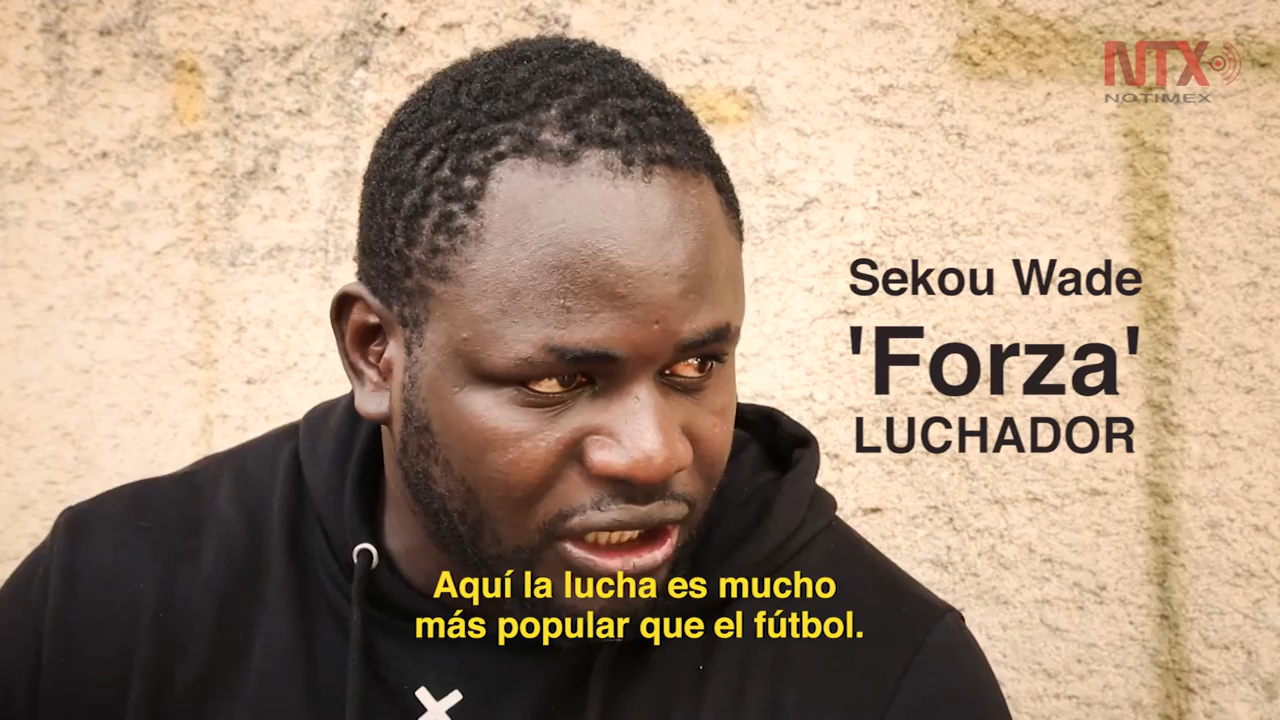 NTX
NOTIMEX
Sekou Wade
'Forza'
LUCHADOR
Aquí la lucha es mucho
más popular que el fútbol.